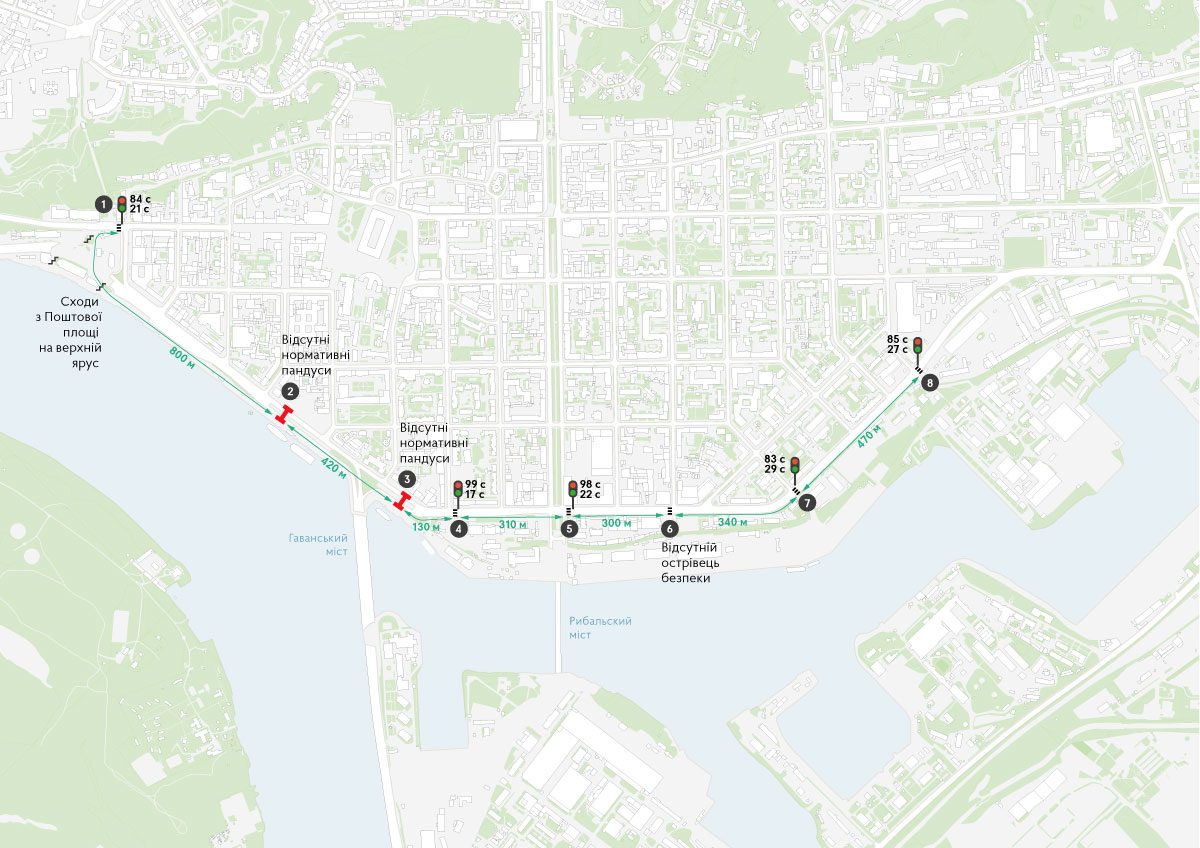 1
84 с
21 с
Сходи
з Поштової
площі
на верхній
ярус
800 м
Відсутні
нормативні
пандуси
2
420 м
Відсутні
нормативні
пандуси
3
130 м
99 с
17 с
4
310 м
98 с
22 с
5
300 м
6
Відсутній
острівець
безпеки
340 м
83 с
29 с
7
470 м
85 с
27 с
8
Гаванський
міст
Рибальский
міст